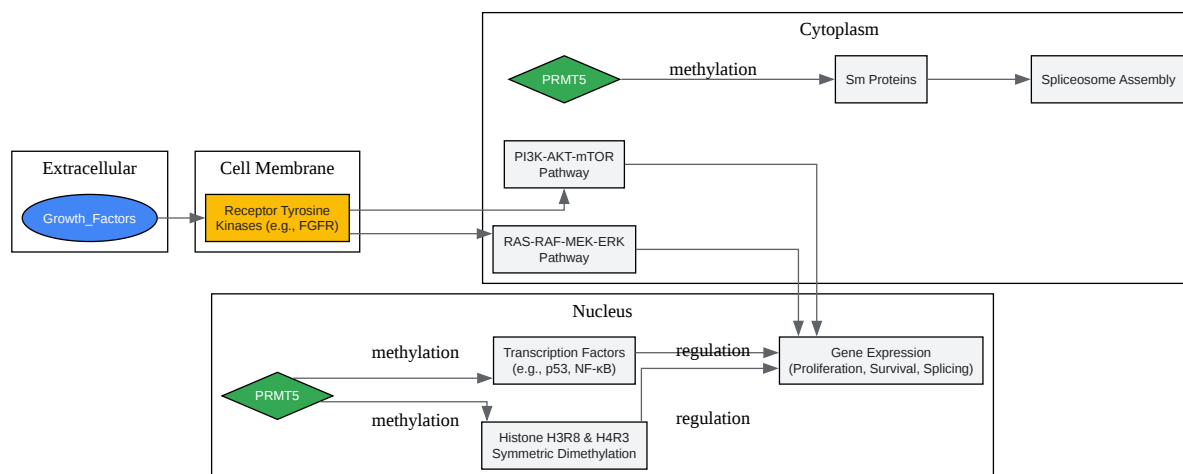 Cytoplasm
PRMT5
methylation
Sm Proteins
Spliceosome Assembly
Extracellular
Growth_Factors
Cell Membrane
Receptor Tyrosine
Kinases (e.g., FGFR)
PI3K-AKT-mTOR
Pathway
RAS-RAF-MEK-ERK
Pathway
Nucleus
PRMT5
methylation
methylation
Transcription Factors
(e.g., p53, NF-κB)
Histone H3R8 & H4R3
Symmetric Dimethylation
regulation
regulation
Gene Expression
(Proliferation, Survival, Splicing)